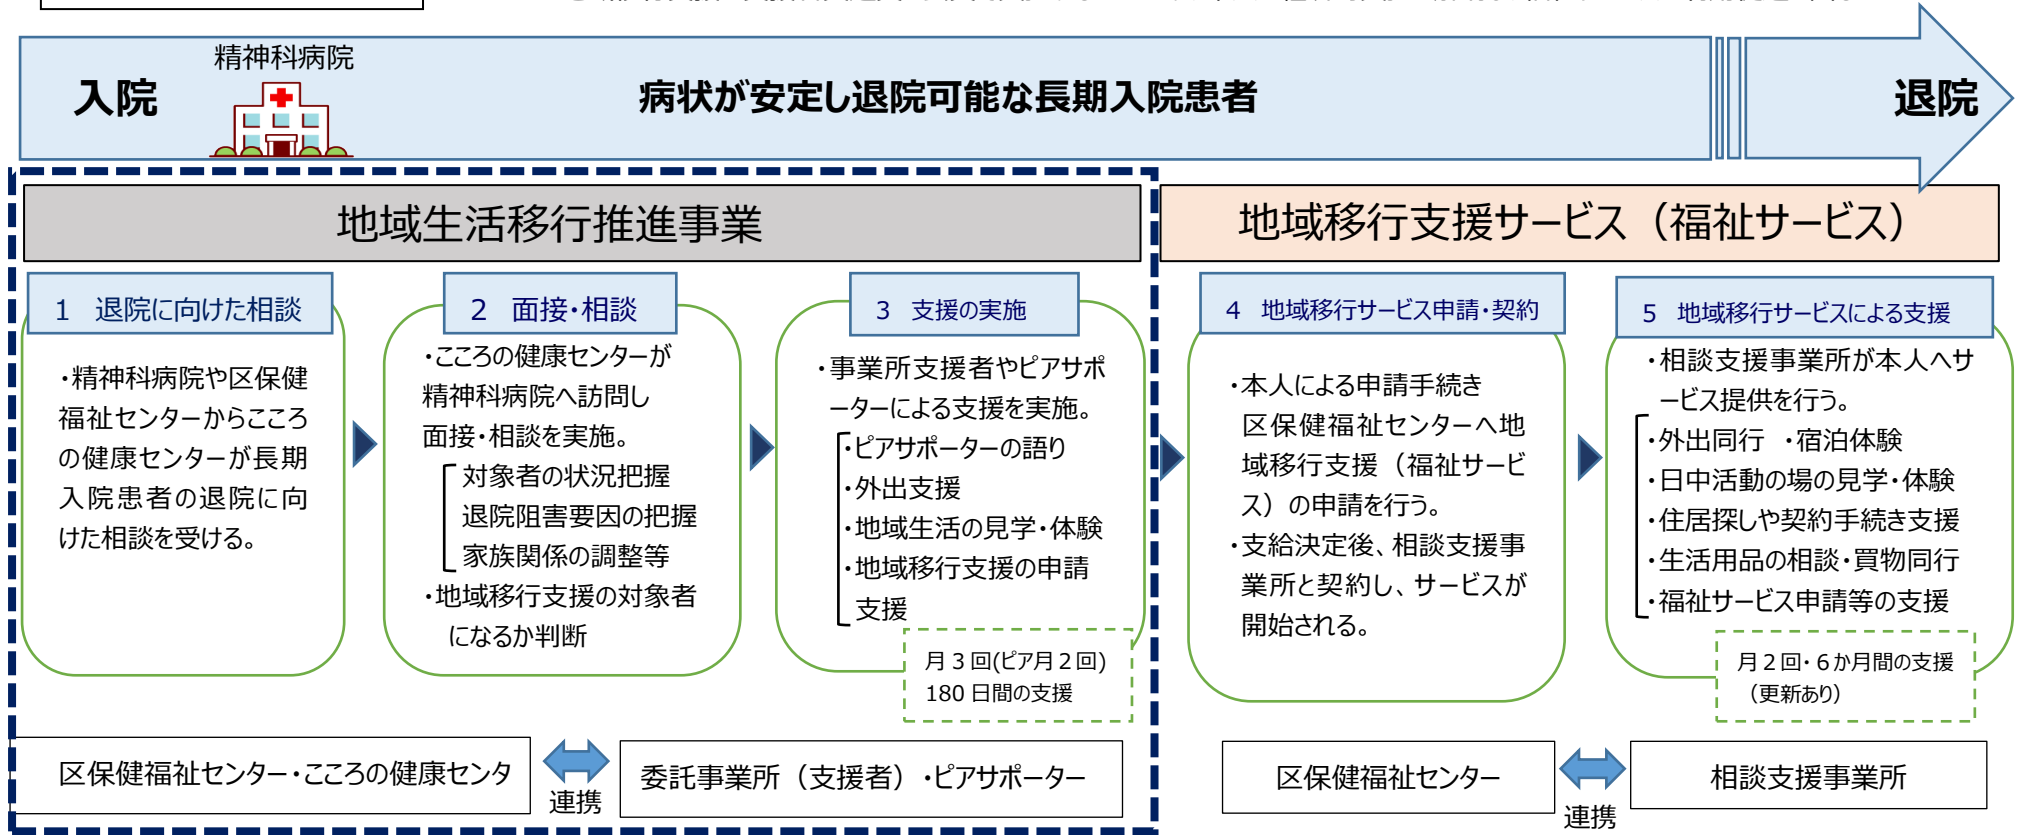 精神科病院
入院
病状が安定し退院可能な長期入院患者
退院
地域生活移行推進事業
地域移行支援サービス（福祉サービス）
1 退院に向けた相談
・精神科病院や区保健
福祉センターからこころ
の健康センターが長期
入院患者の退院に向
けた相談を受ける。
2 面接・相談
・こころの健康センターが
精神科病院へ訪問し
面接・相談を実施。
対象者の状況把握
退院阻害要因の把握
家族関係の調整等
・地域移行支援の対象者
になるか判断
3 支援の実施
・事業所支援者やピアサポ
ーターによる支援を実施。
・ピアサポーターの語り
・外出支援
・地域生活の見学・体験
・地域移行支援の申請
支援
月３回(ピア月２回)
180 日間の支援
4 地域移行サービス申請・契約
・本人による申請手続き
区保健福祉センターへ地
域移行支援（福祉サービ
ス）の申請を行う。
・支給決定後、相談支援事
業所と契約し、サービスが
開始される。
5 地域移行サービスによる支援
・相談支援事業所が本人へサ
ービス提供を行う。
・外出同行 ・宿泊体験
・日中活動の場の見学・体験
・住居探しや契約手続き支援
・生活用品の相談・買物同行
・福祉サービス申請等の支援
月２回・６か月間の支援
（更新あり）
区保健福祉センター・こころの健康センタ
連携
委託事業所（支援者）・ピアサポーター
区保健福祉センター
連携
相談支援事業所